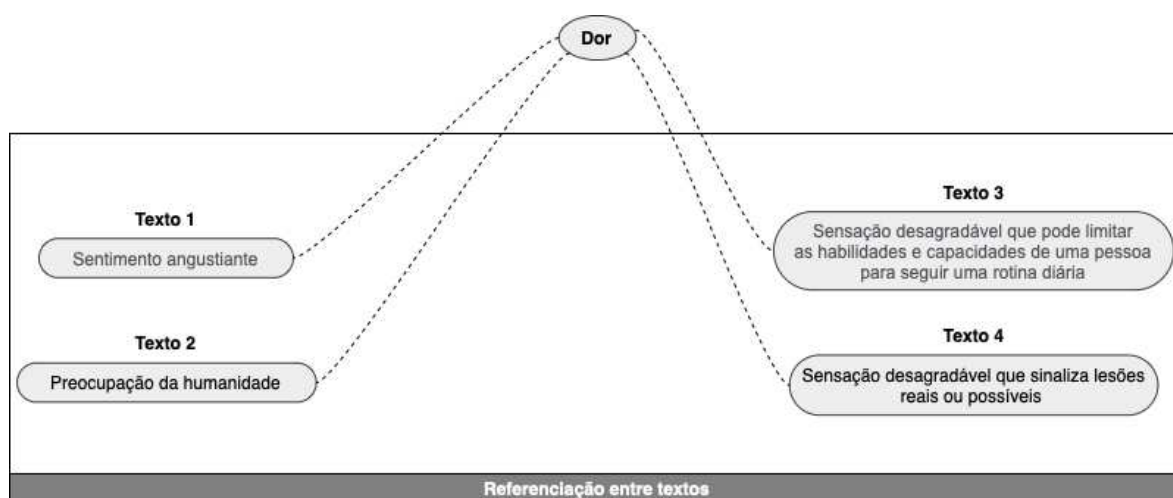 Dor
Texto 1
Sentimento angustiante
Texto 2
Preocupação da humanidade
Texto 3
Sensação desagradável que pode limitar
as habilidades e capacidades de uma pessoa
para seguir uma rotina diária
Texto 4
Sensação desagradável que sinaliza lesões
reais ou possíveis
Referenciação entre textos